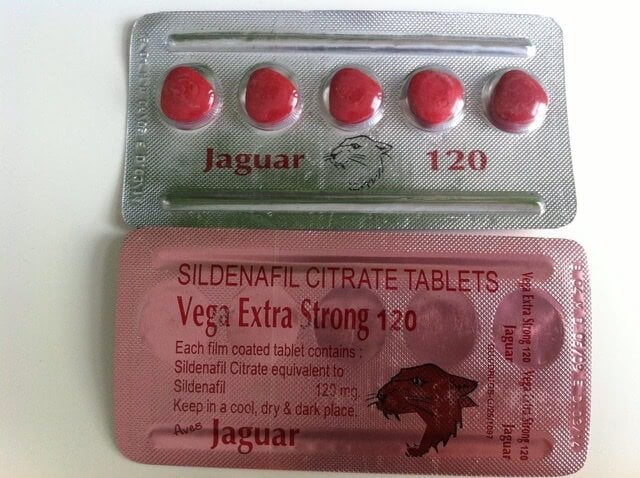 Jaguar 120
SILDENAFIL CITRATE TABLETS
Vega Extra Strong 120
Each film coated tablet contains :
Sildenafil Citrate equivalent to
Sildenafil 120 mg.
Keep in a cool, dry & dark place.
Aves Jaguar
Vega Extra Strong 120 Vega Extra Strong 120
Jaguar Jaguar